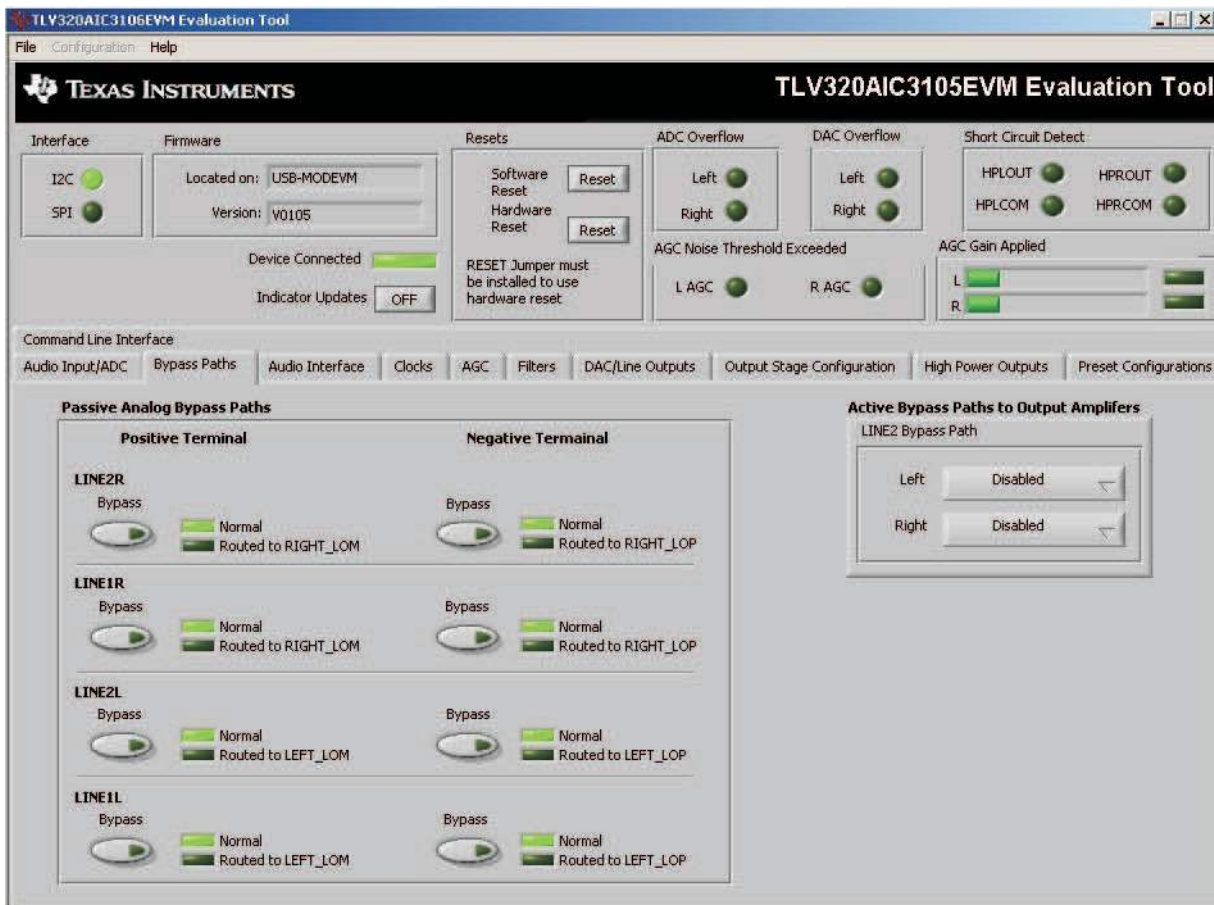 TLV320AIC3106EVM Evaluation Tool
File Configuration Help
TEXAS INSTRUMENTS
TLV320AIC3105EVM Evaluation Tool
Interface
I2C
SPI
Firmware
Located on: USB-MODEVM
Version: V0105
Device Connected
Indicator Updates OFF
Resets
Software
Reset
Reset
Hardware
Reset
Reset
RESET Jumper must
be installed to use
hardware reset
ADC Overflow
Left
Right
DAC Overflow
Left
Right
Short Circuit Detect
HPLOUT HPROUT
HPLCOM HPRCOM
AGC Noise Threshold Exceeded
L AGC R AGC
AGC Gain Applied
L
R
Command Line Interface
Audio Input/ADC Bypass Paths Audio Interface Clocks AGC Filters DAC/Line Outputs Output Stage Configuration High Power Outputs Preset Configurations
Passive Analog Bypass Paths
Positive Terminal Negative Termainal
LINE2R
Bypass Bypass
Normal Normal
Routed to RIGHT_LOM Routed to RIGHT_LOP
LINE1R
Bypass Bypass
Normal Normal
Routed to RIGHT_LOM Routed to RIGHT_LOP
LINE2L
Bypass Bypass
Normal Normal
Routed to LEFT_LOM Routed to LEFT_LOP
LINE1L
Bypass Bypass
Normal Normal
Routed to LEFT_LOM Routed to LEFT_LOP
Active Bypass Paths to Output Amplifers
LINE2 Bypass Path
Left Disabled
Right Disabled